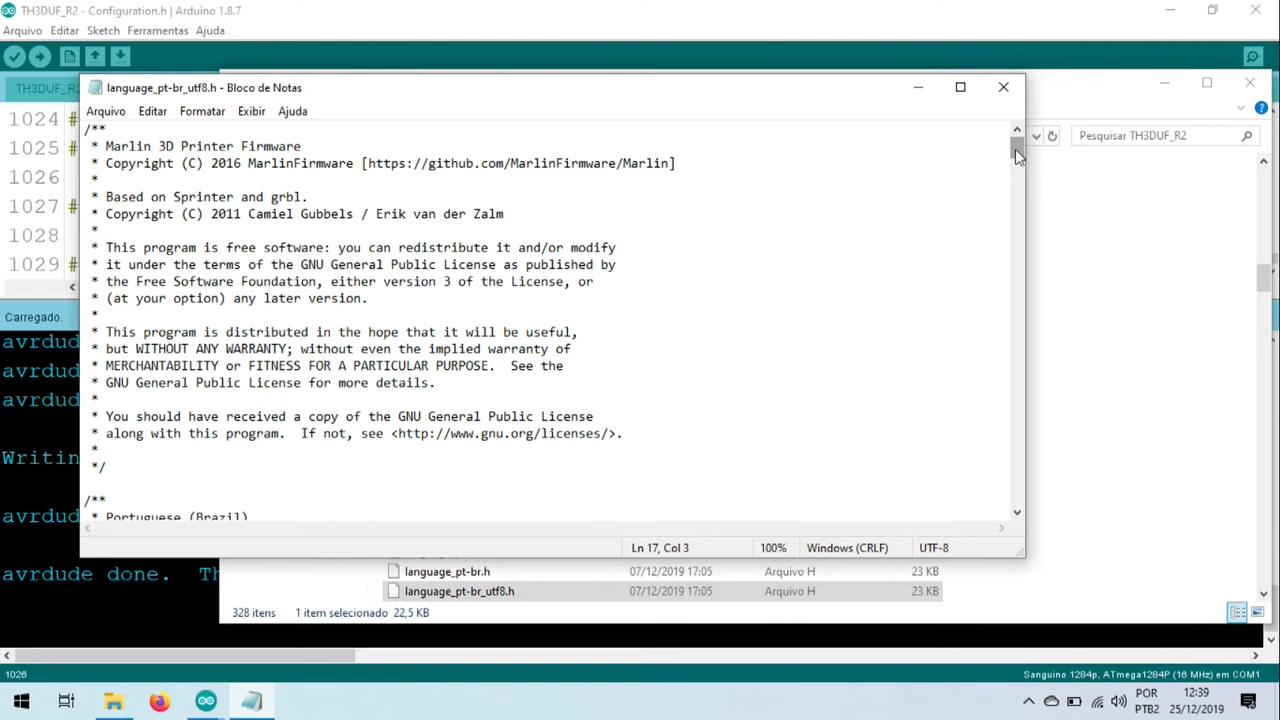 TH3DUF_R2 - Configuration.h | Arduino 1.8.7
Arquivo Editar Sketch Ferramentas Ajuda
TH3DUF_R
language_pt-br_utf8.h - Bloco de Notas
Arquivo Editar Formatar Exibir Ajuda
Pesquisar TH3DUF_R2
1024 #
1025 #
1026
1027 #
1028
1029 #
/**
* Marlin 3D Printer Firmware
* Copyright (C) 2016 MarlinFirmware [https://github.com/MarlinFirmware/Marlin]
*
* Based on Sprinter and grbl.
* Copyright (C) 2011 Camiel Gubbels / Erik van der Zalm
*
* This program is free software: you can redistribute it and/or modify
* it under the terms of the GNU General Public License as published by
* the Free Software Foundation, either version 3 of the License, or
* (at your option) any later version.
*
* This program is distributed in the hope that it will be useful,
* but WITHOUT ANY WARRANTY; without even the implied warranty of
* MERCHANTABILITY or FITNESS FOR A PARTICULAR PURPOSE.  See the
* GNU General Public License for more details.
*
* You should have received a copy of the GNU General Public License
* along with this program.  If not, see <http://www.gnu.org/licenses/>.
*
*/
/**
* Portuguese (Brazil)
Ln 17, Col 3 100% Windows (CRLF) UTF-8
Carregado.
avrdud
avrdud
avrdud
Writin
avrdud
avrdude done.  Th
language_pt-br.h 07/12/2019 17:05 Arquivo H 23 KB
language_pt-br_utf8.h 07/12/2019 17:05 Arquivo H 23 KB
328 itens 1 item selecionado 22,5 KB
1026 Sanguino 1284p, ATmega1284P (16 MHz) em COM1
POR
PTB2
12:39
25/12/2019